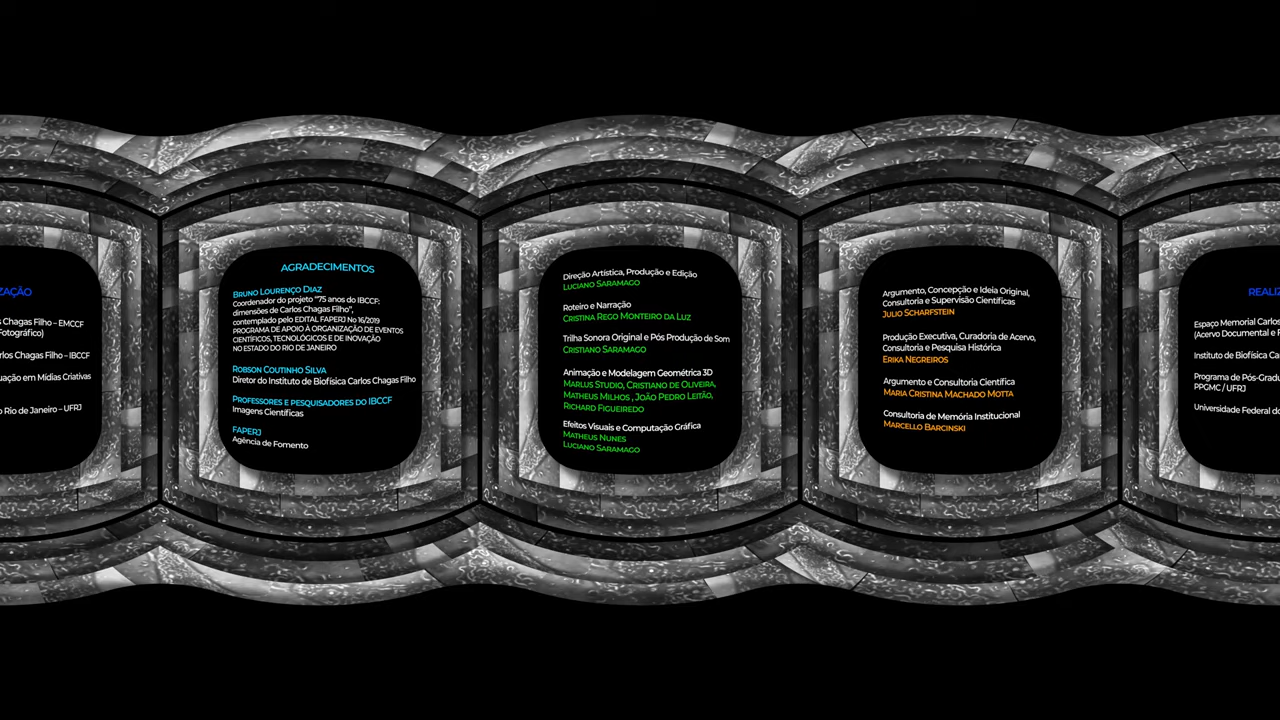 ZAÇÃO
s Chagas Filho – EMCCF
Fotográfico)
arlos Chagas Filho – IBCCF
uação em Mídias Criativas
o Rio de Janeiro – UFRJ
AGRADECIMENTOS
BRUNO LOURENÇO DIAZ
Coordenador do projeto "75 anos do IBCCF:
dimensões de Carlos Chagas Filho",
contemplado pelo EDITAL FAPERJ No 16/2019
PROGRAMA DE APOIO À ORGANIZAÇÃO DE EVENTOS
CIENTÍFICOS, TECNOLÓGICOS E DE INOVAÇÃO
NO ESTADO DO RIO DE JANEIRO
ROBSON COUTINHO SILVA
Diretor do Instituto de Biofísica Carlos Chagas Filho
PROFESSORES E PESQUISADORES DO IBCCF
Imagens Científicas
FAPERJ
Agência de Fomento
Direção Artística, Produção e Edição
LUCIANO SARAMAGO
Roteiro e Narração
CRISTINA REGO MONTEIRO DA LUZ
Trilha Sonora Original e Pós Produção de Som
CRISTIANO SARAMAGO
Animação e Modelagem Geométrica 3D
MARLUS STUDIO, CRISTIANO DE OLIVEIRA,
MATHEUS MILHOS , JOÃO PEDRO LEITÃO,
RICHARD FIGUEIREDO
Efeitos Visuais e Computação Gráfica
MATHEUS NUNES
LUCIANO SARAMAGO
Argumento, Concepção e Ideia Original,
Consultoria e Supervisão Científicas
JULIO SCHARFSTEIN
Produção Executiva, Curadoria de Acervo,
Consultoria e Pesquisa Histórica
ERIKA NEGREIROS
Argumento e Consultoria Científica
MARIA CRISTINA MACHADO MOTTA
Consultoria de Memória Institucional
MARCELLO BARCINSKI
REALIZ
Espaço Memorial Carlos
(Acervo Documental e F
Instituto de Biofísica Ca
Programa de Pós-Gradu
PPGMC / UFRJ
Universidade Federal d